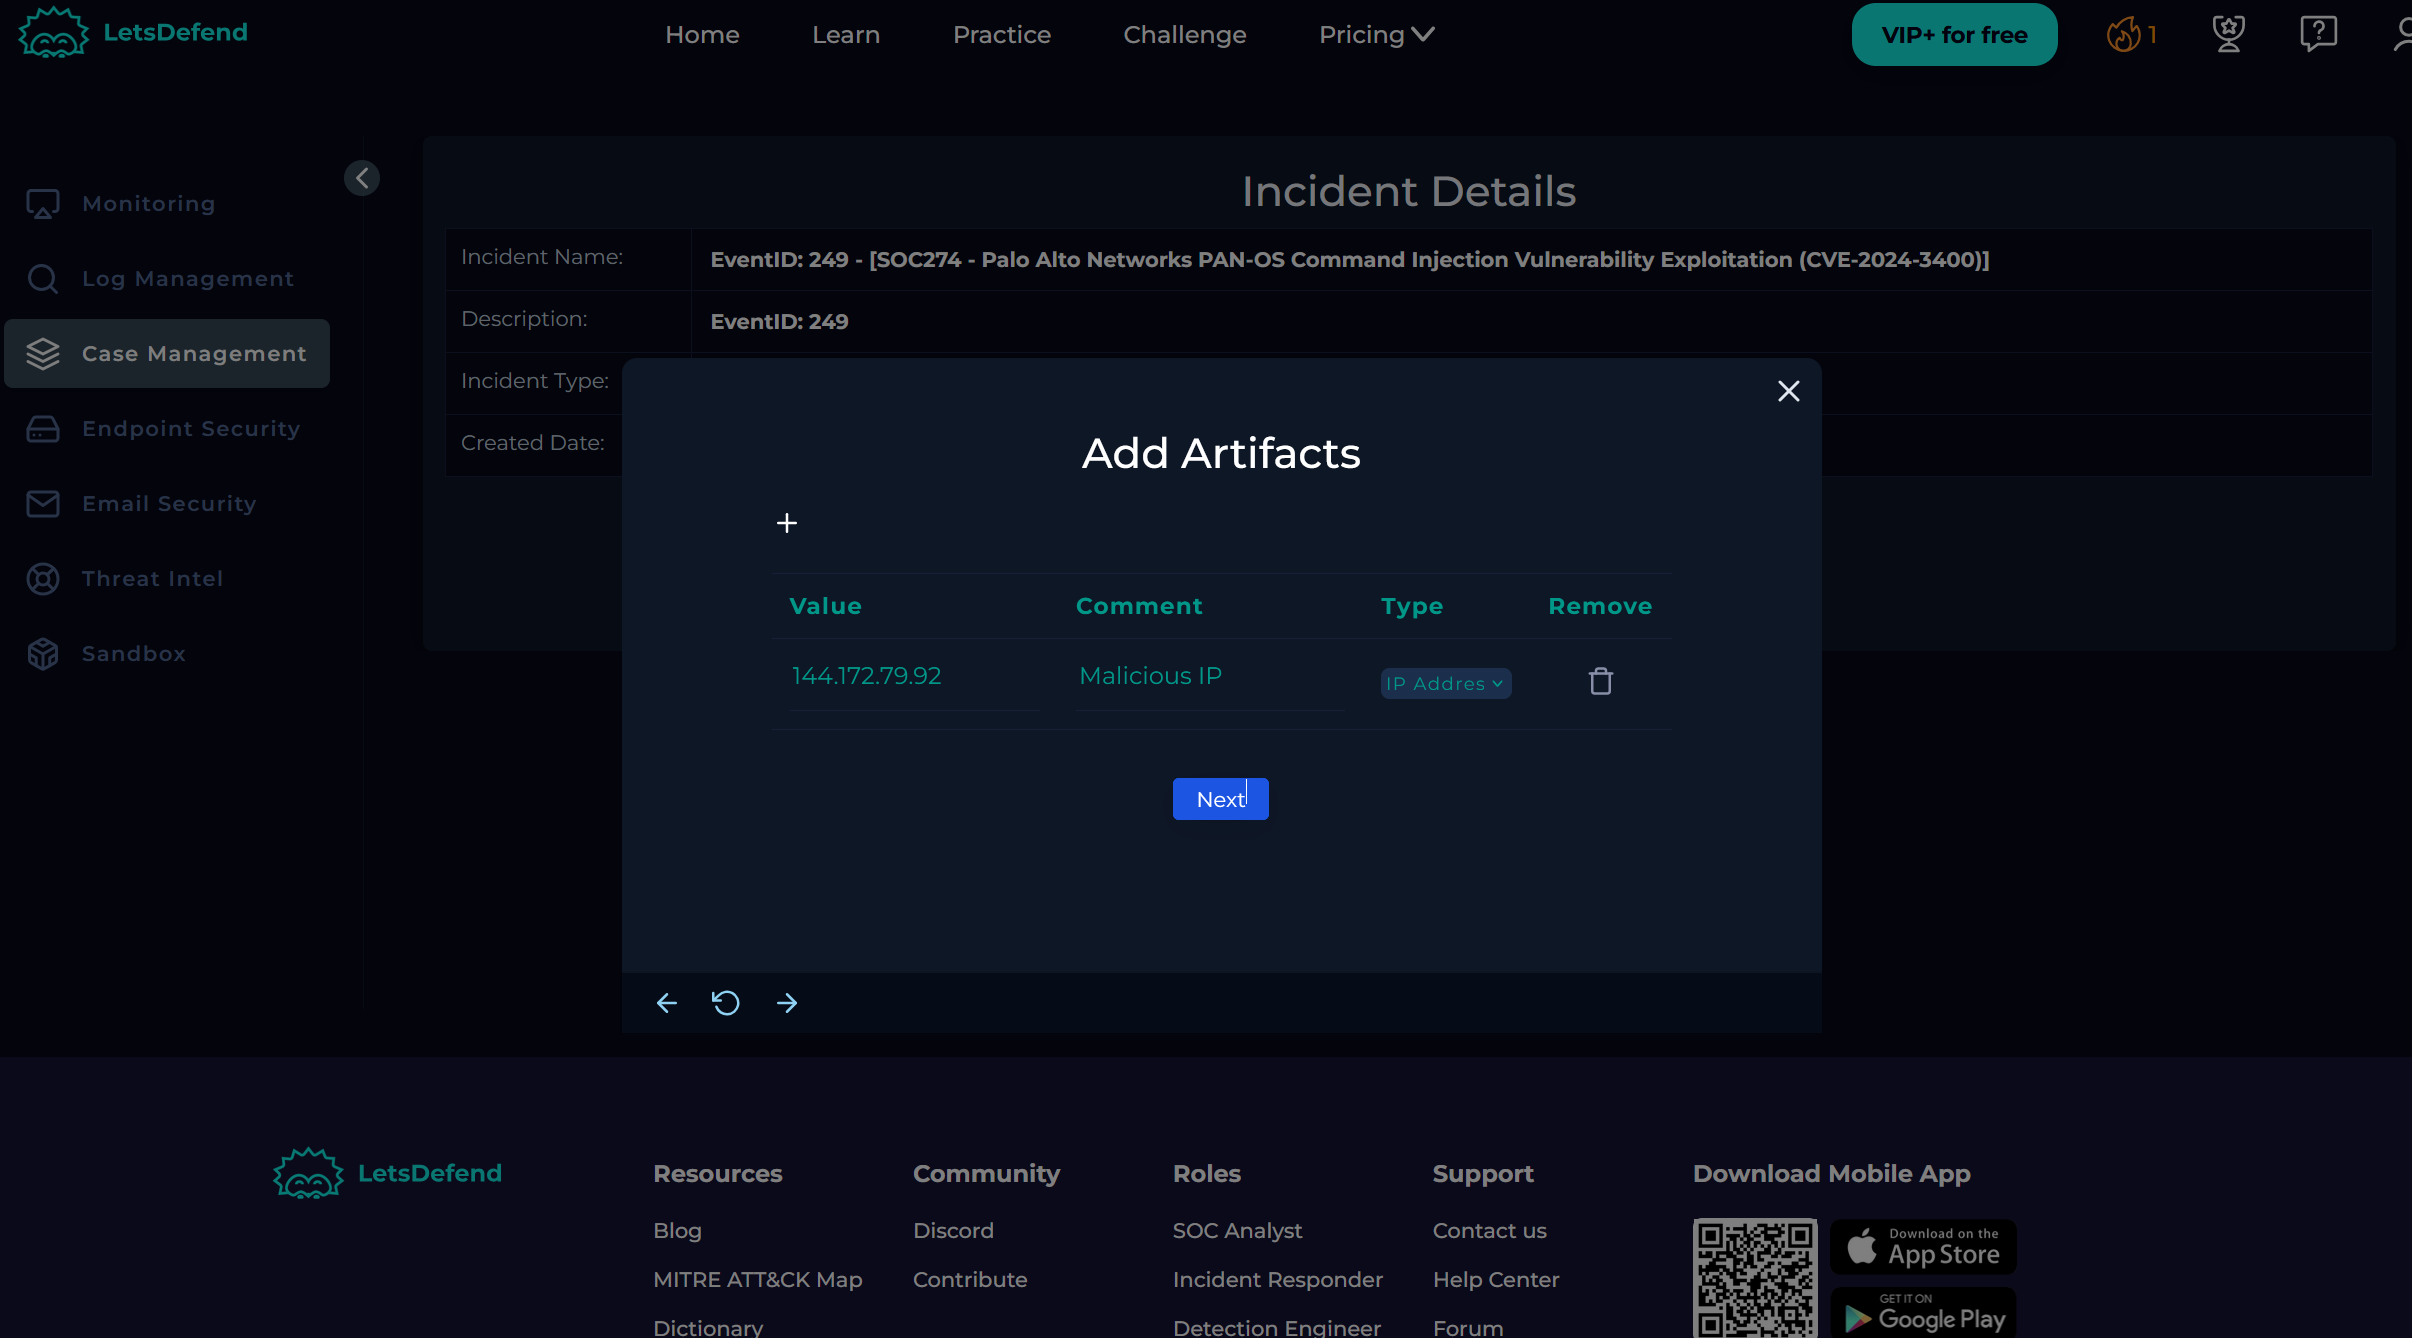 LetsDefend
Home
Learn
Practice
Challenge
Pricing
VIP+ for free
1
Monitoring
Log Management
Case Management
Endpoint Security
Email Security
Threat Intel
Sandbox
Incident Details
Incident Name:
EventID: 249 - [SOC274 - Palo Alto Networks PAN-OS Command Injection Vulnerability Exploitation (CVE-2024-3400)]
Description:
EventID: 249
Incident Type:
Created Date:
Add Artifacts
Value
Comment
Type
Remove
144.172.79.92
Malicious IP
IP Addres
Next
LetsDefend
Resources
Blog
MITRE ATT&CK Map
Dictionary
Community
Discord
Contribute
Roles
SOC Analyst
Incident Responder
Detection Engineer
Support
Contact us
Help Center
Forum
Download Mobile App
Download on the
App Store
GET IT ON
Google Play